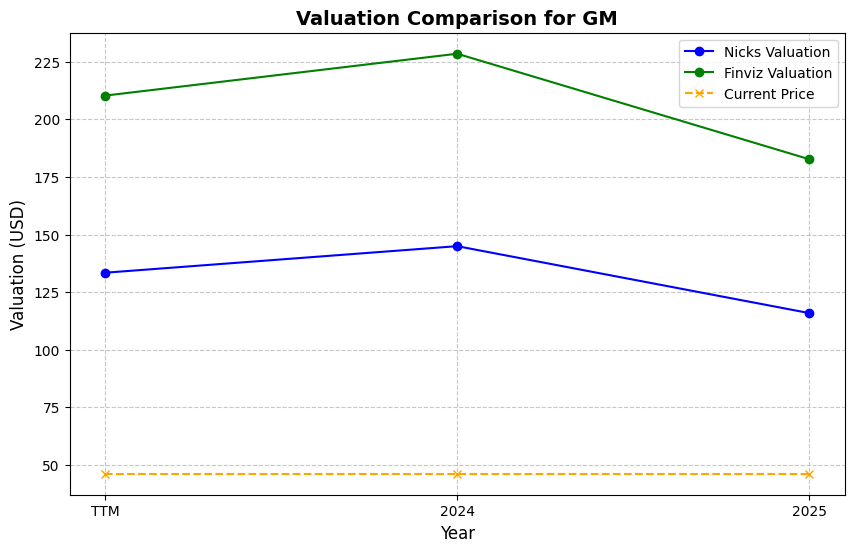 Valuation Comparison for GM
Nicks Valuation
Finviz Valuation
Current Price
Valuation (USD)
225
200
175
150
125
100
75
50
TTM
2024
2025
Year